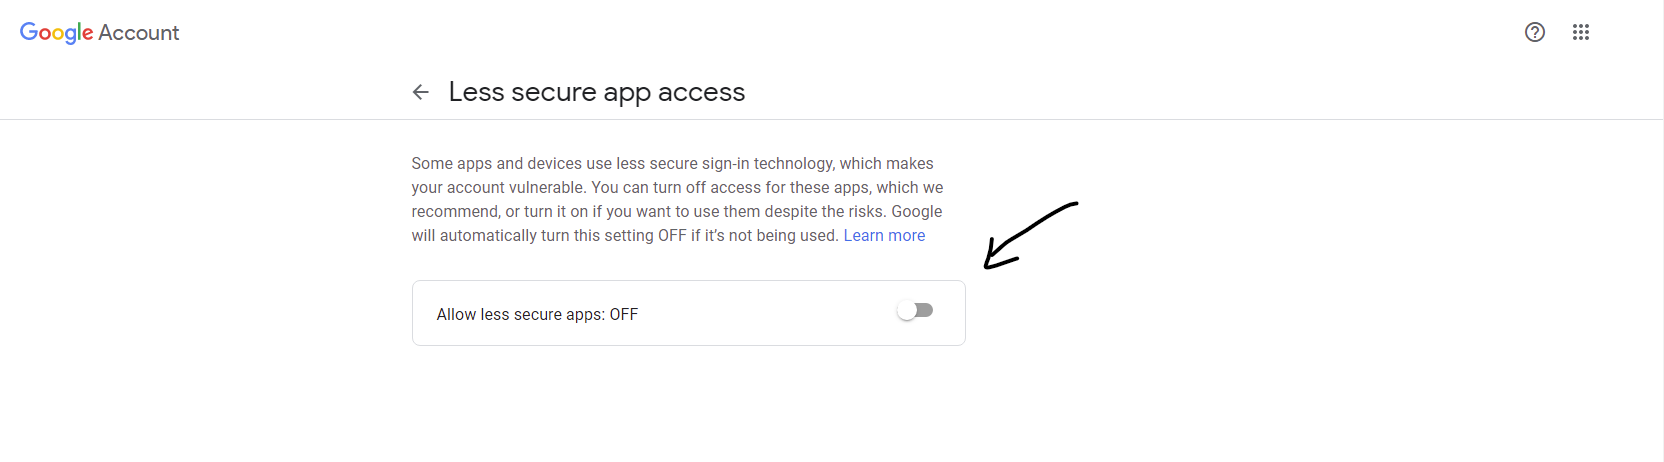 Google Account
Less secure app access
Some apps and devices use less secure sign-in technology, which makes
your account vulnerable. You can turn off access for these apps, which we
recommend, or turn it on if you want to use them despite the risks. Google
will automatically turn this setting OFF if it’s not being used. Learn more
Allow less secure apps: OFF